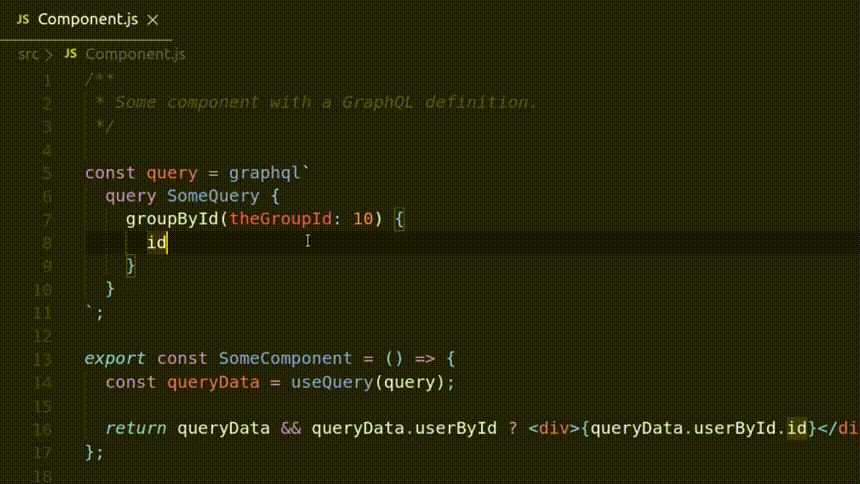 JS Component.js ×
src > JS Component.js
1 /**
2 * Some component with a GraphQL definition.
3 */
4
5 const query = graphql`
6 query SomeQuery {
7 groupById(theGroupId: 10) {
8 id
9 }
10 }
11 `;
12
13 export const SomeComponent = () => {
14 const queryData = useQuery(query);
15
16 return queryData && queryData.userById ? <div>{queryData.userById.id}</di
17 };
18